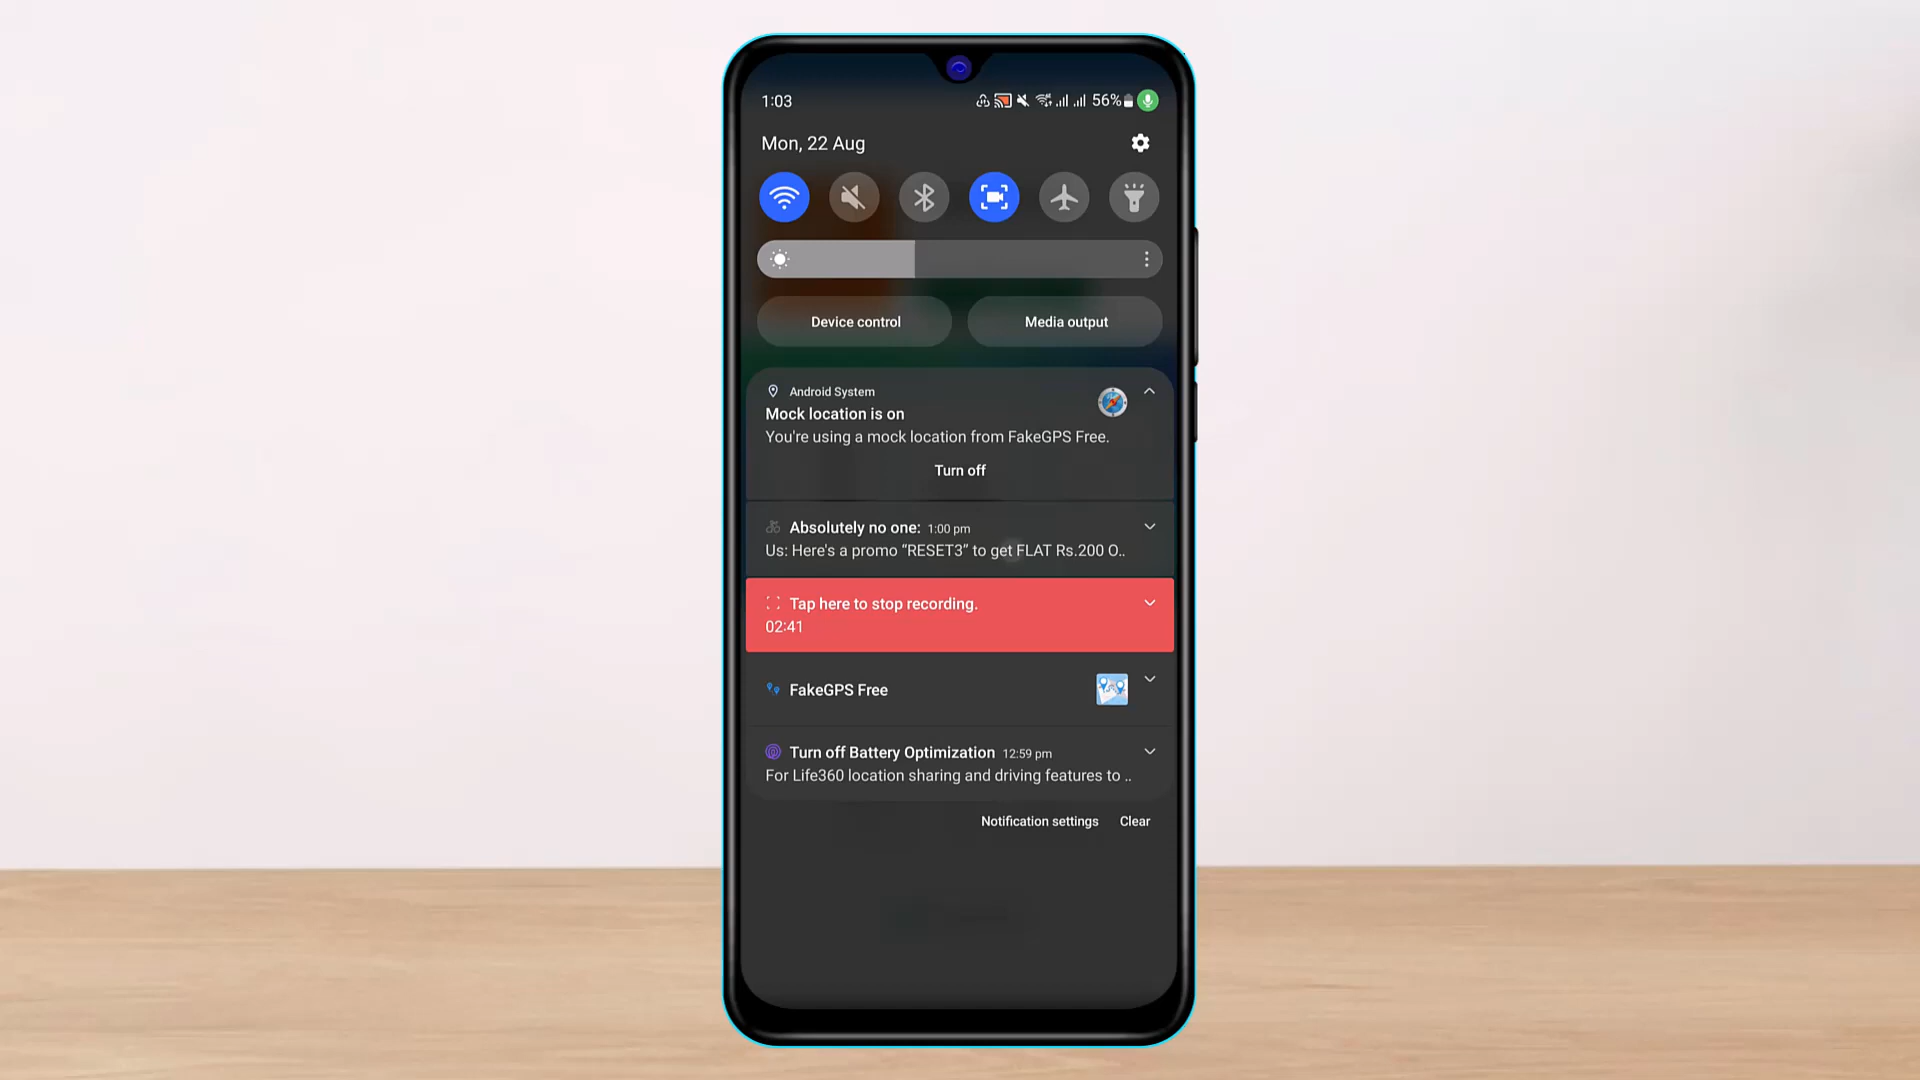 1:03
56%
Mon, 22 Aug
Device control
Media output
Android System
Mock location is on
You're using a mock location from FakeGPS Free.
Turn off
Absolutely no one: 1:00 pm
Us: Here's a promo “RESET3” to get FLAT Rs.200 O..
Tap here to stop recording.
02:41
FakeGPS Free
Turn off Battery Optimization 12:59 pm
For Life360 location sharing and driving features to ..
Notification settings
Clear